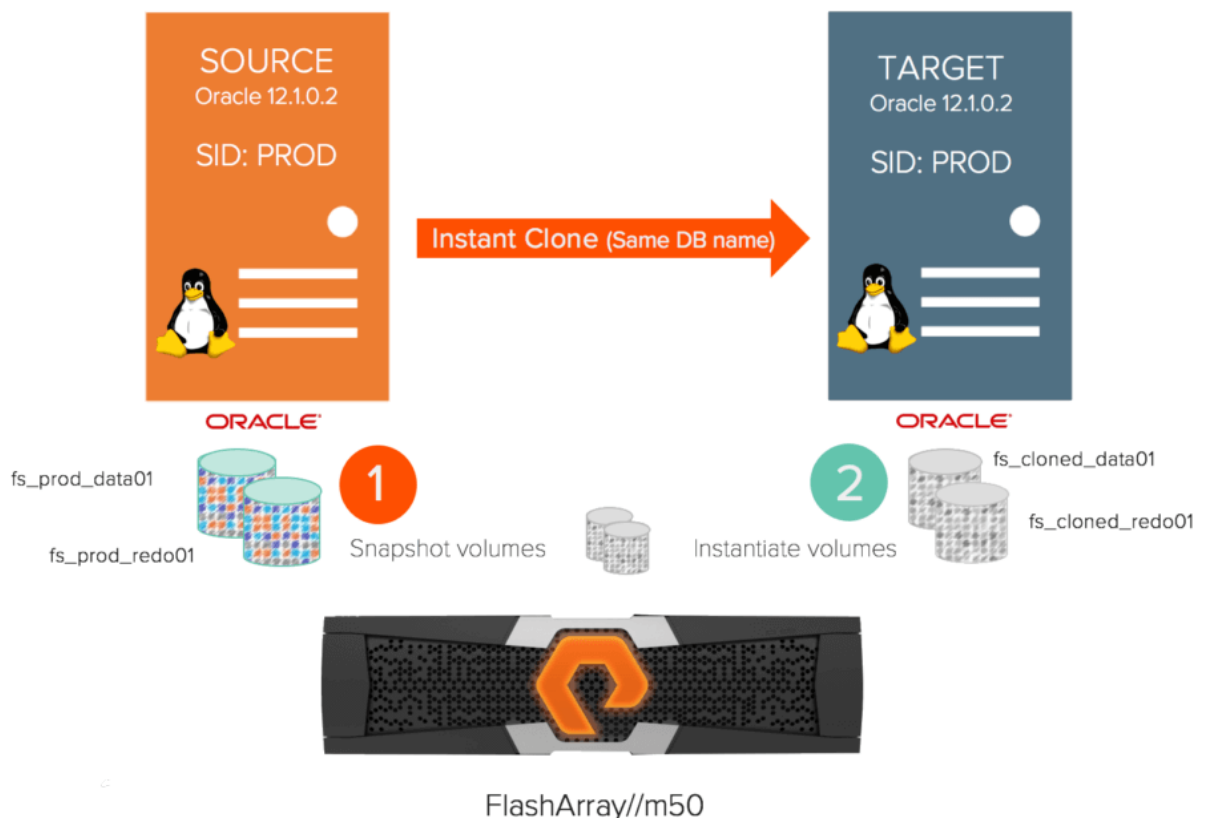 SOURCE
Oracle 12.1.0.2
SID: PROD
TARGET
Oracle 12.1.0.2
SID: PROD
Instant Clone (Same DB name)
ORACLE
ORACLE
fs_prod_data01
fs_prod_redo01
1
Snapshot volumes
2
Instantiate volumes
fs_cloned_data01
fs_cloned_redo01
FlashArray//m50